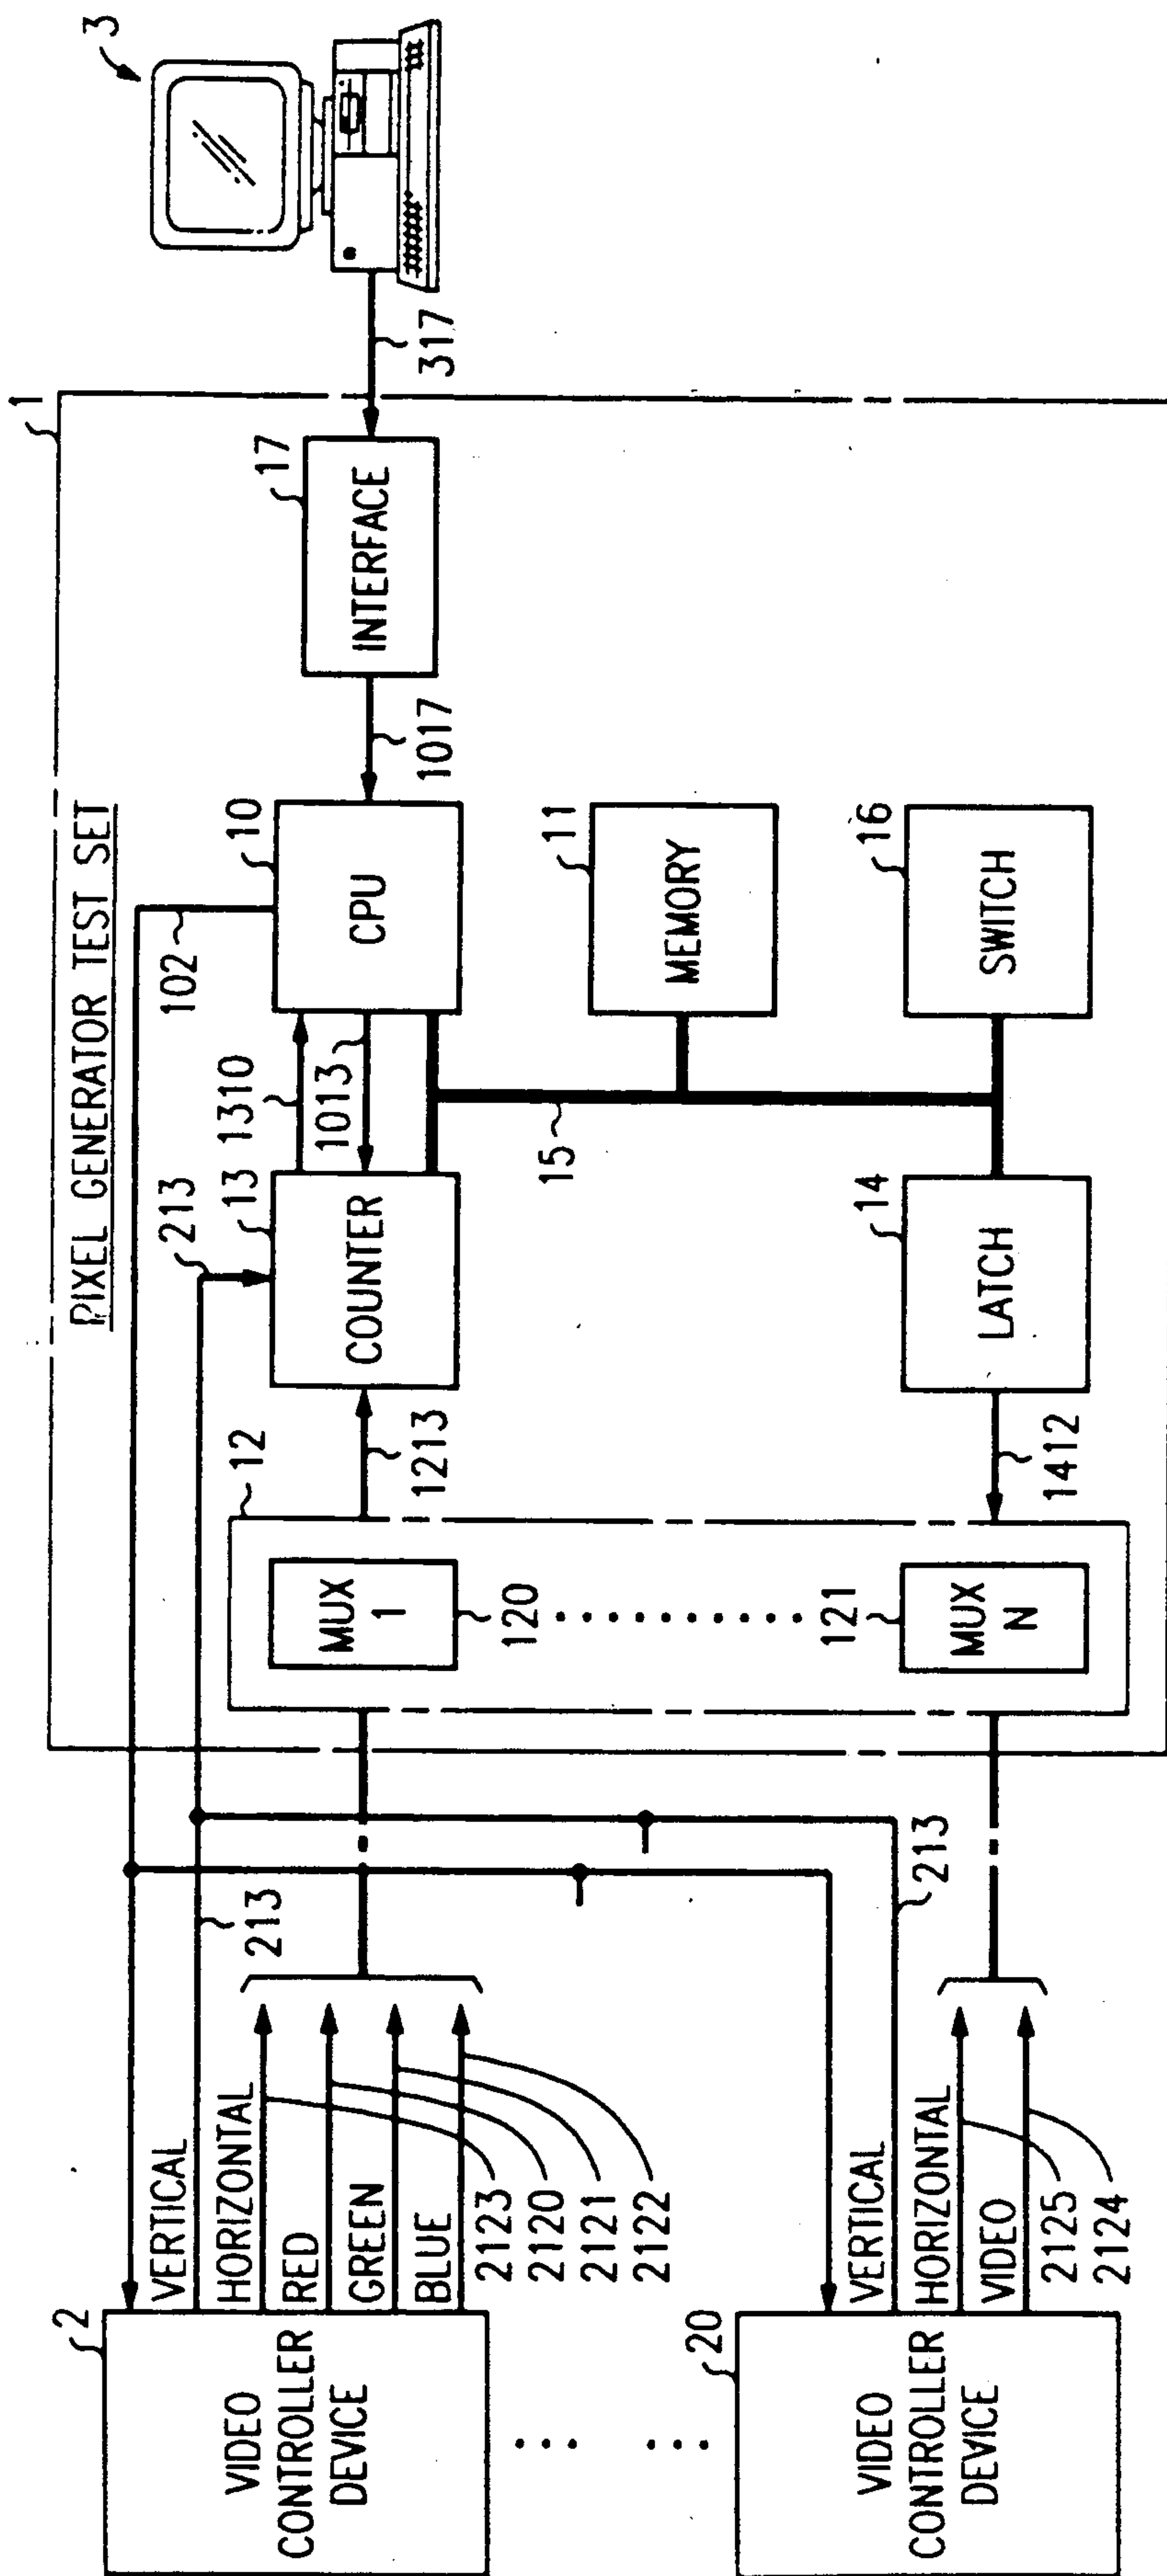 3
1
317
PIXEL GENERATOR TEST SET
17
INTERFACE
1017
10
CPU
102
11
MEMORY
16
SWITCH
1310
1013
15
213
13
COUNTER
14
LATCH
12
1213
1412
MUX
1
120
121
MUX
N
213
213
VERTICAL
HORIZONTAL
RED
GREEN
BLUE
2123
2120
2121
2122
VERTICAL
HORIZONTAL
VIDEO
2125
2124
2
VIDEO
CONTROLLER
DEVICE
20
VIDEO
CONTROLLER
DEVICE